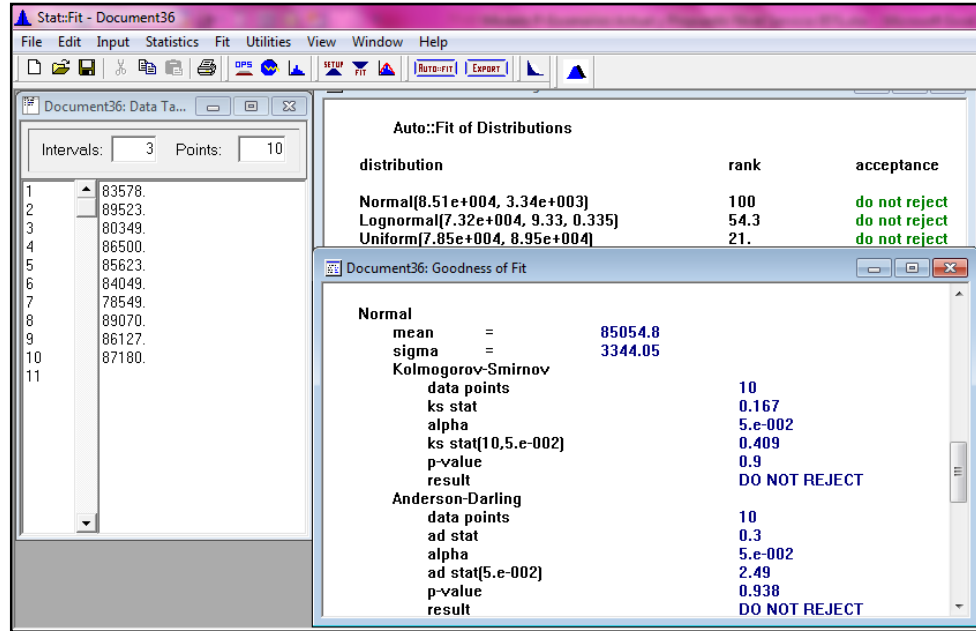 Stat::Fit - Document36
File Edit Input Statistics Fit Utilities View Window Help
OPS SETUP FIT AUTO::FIT EXPORT
Document36: Data Ta...
Intervals: 3 Points: 10
1 83578.
2 89523.
3 80349.
4 86500.
5 85623.
6 84049.
7 78549.
8 89070.
9 86127.
10 87180.
11
Auto::Fit of Distributions
distribution rank acceptance
Normal(8.51e+004, 3.34e+003) 100 do not reject
Lognormal(7.32e+004, 9.33, 0.335) 54.3 do not reject
Uniform(7.85e+004, 8.95e+004) 21. do not reject
Document36: Goodness of Fit
Normal
mean = 85054.8
sigma = 3344.05
Kolmogorov-Smirnov
data points 10
ks stat 0.167
alpha 5.e-002
ks stat(10,5.e-002) 0.409
p-value 0.9
result DO NOT REJECT
Anderson-Darling
data points 10
ad stat 0.3
alpha 5.e-002
ad stat(5.e-002) 2.49
p-value 0.938
result DO NOT REJECT